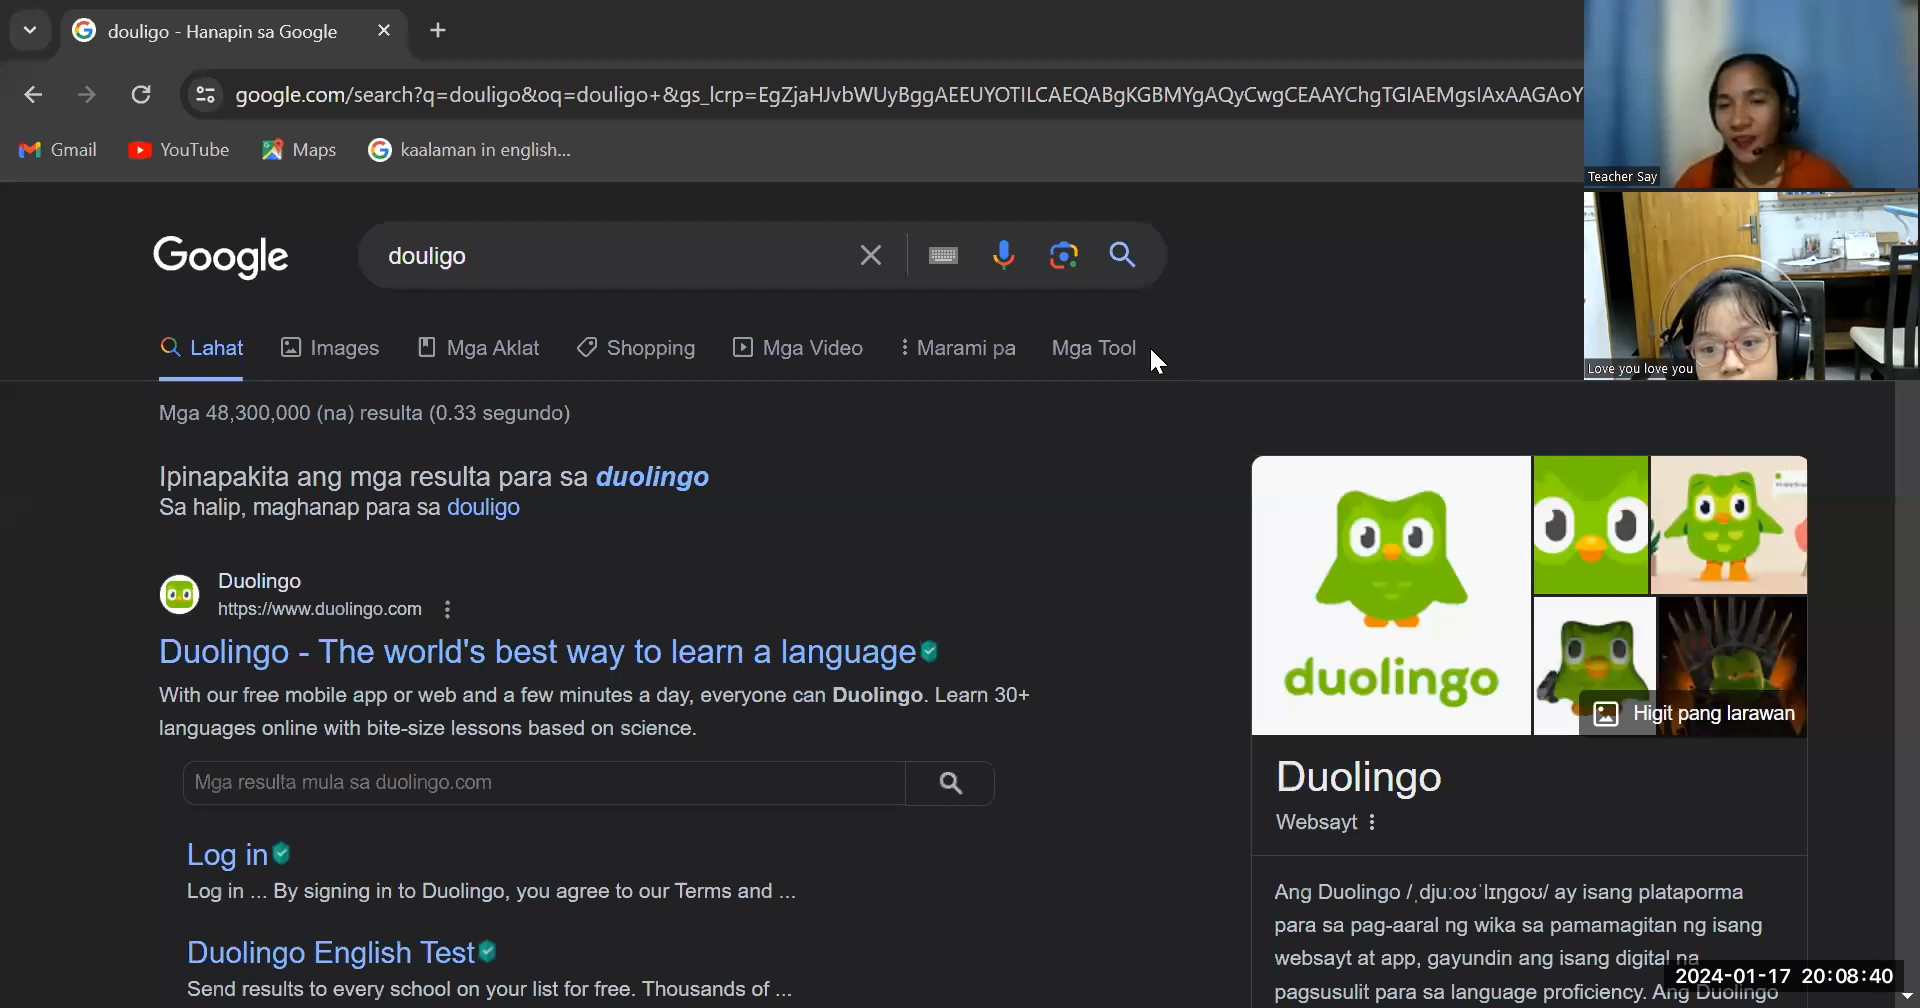 douligo - Hanapin sa Google
google.com/search?q=douligo&oq=douligo+&gs_lcrp=EgZjaHJvbWUyBggAEEUYOTILCAEQABgKGBMYgAQyCwgCEAAYChgTGIAEMgsIAxAAGAoY
Gmail
YouTube
Maps
kaalaman in english...
Teacher Say
Love you love you
Google
douligo
Lahat
Images
Mga Aklat
Shopping
Mga Video
Marami pa
Mga Tool
Mga 48,300,000 (na) resulta (0.33 segundo)
Ipinapakita ang mga resulta para sa duolingo
Sa halip, maghanap para sa douligo
Duolingo
https://www.duolingo.com
Duolingo - The world's best way to learn a language
With our free mobile app or web and a few minutes a day, everyone can Duolingo. Learn 30+
languages online with bite-size lessons based on science.
Mga resulta mula sa duolingo.com
Log in
Log in ... By signing in to Duolingo, you agree to our Terms and ...
Duolingo English Test
Send results to every school on your list for free. Thousands of ...
duolingo
Higit pang larawan
Duolingo
Websayt
Ang Duolingo /ˌdjuːoʊˈlɪŋɡoʊ/ ay isang plataporma
para sa pag-aaral ng wika sa pamamagitan ng isang
websayt at app, gayundin ang isang digital na
pagsusulit para sa language proficiency. Ang Duolingo
2024-01-17 20:08:40